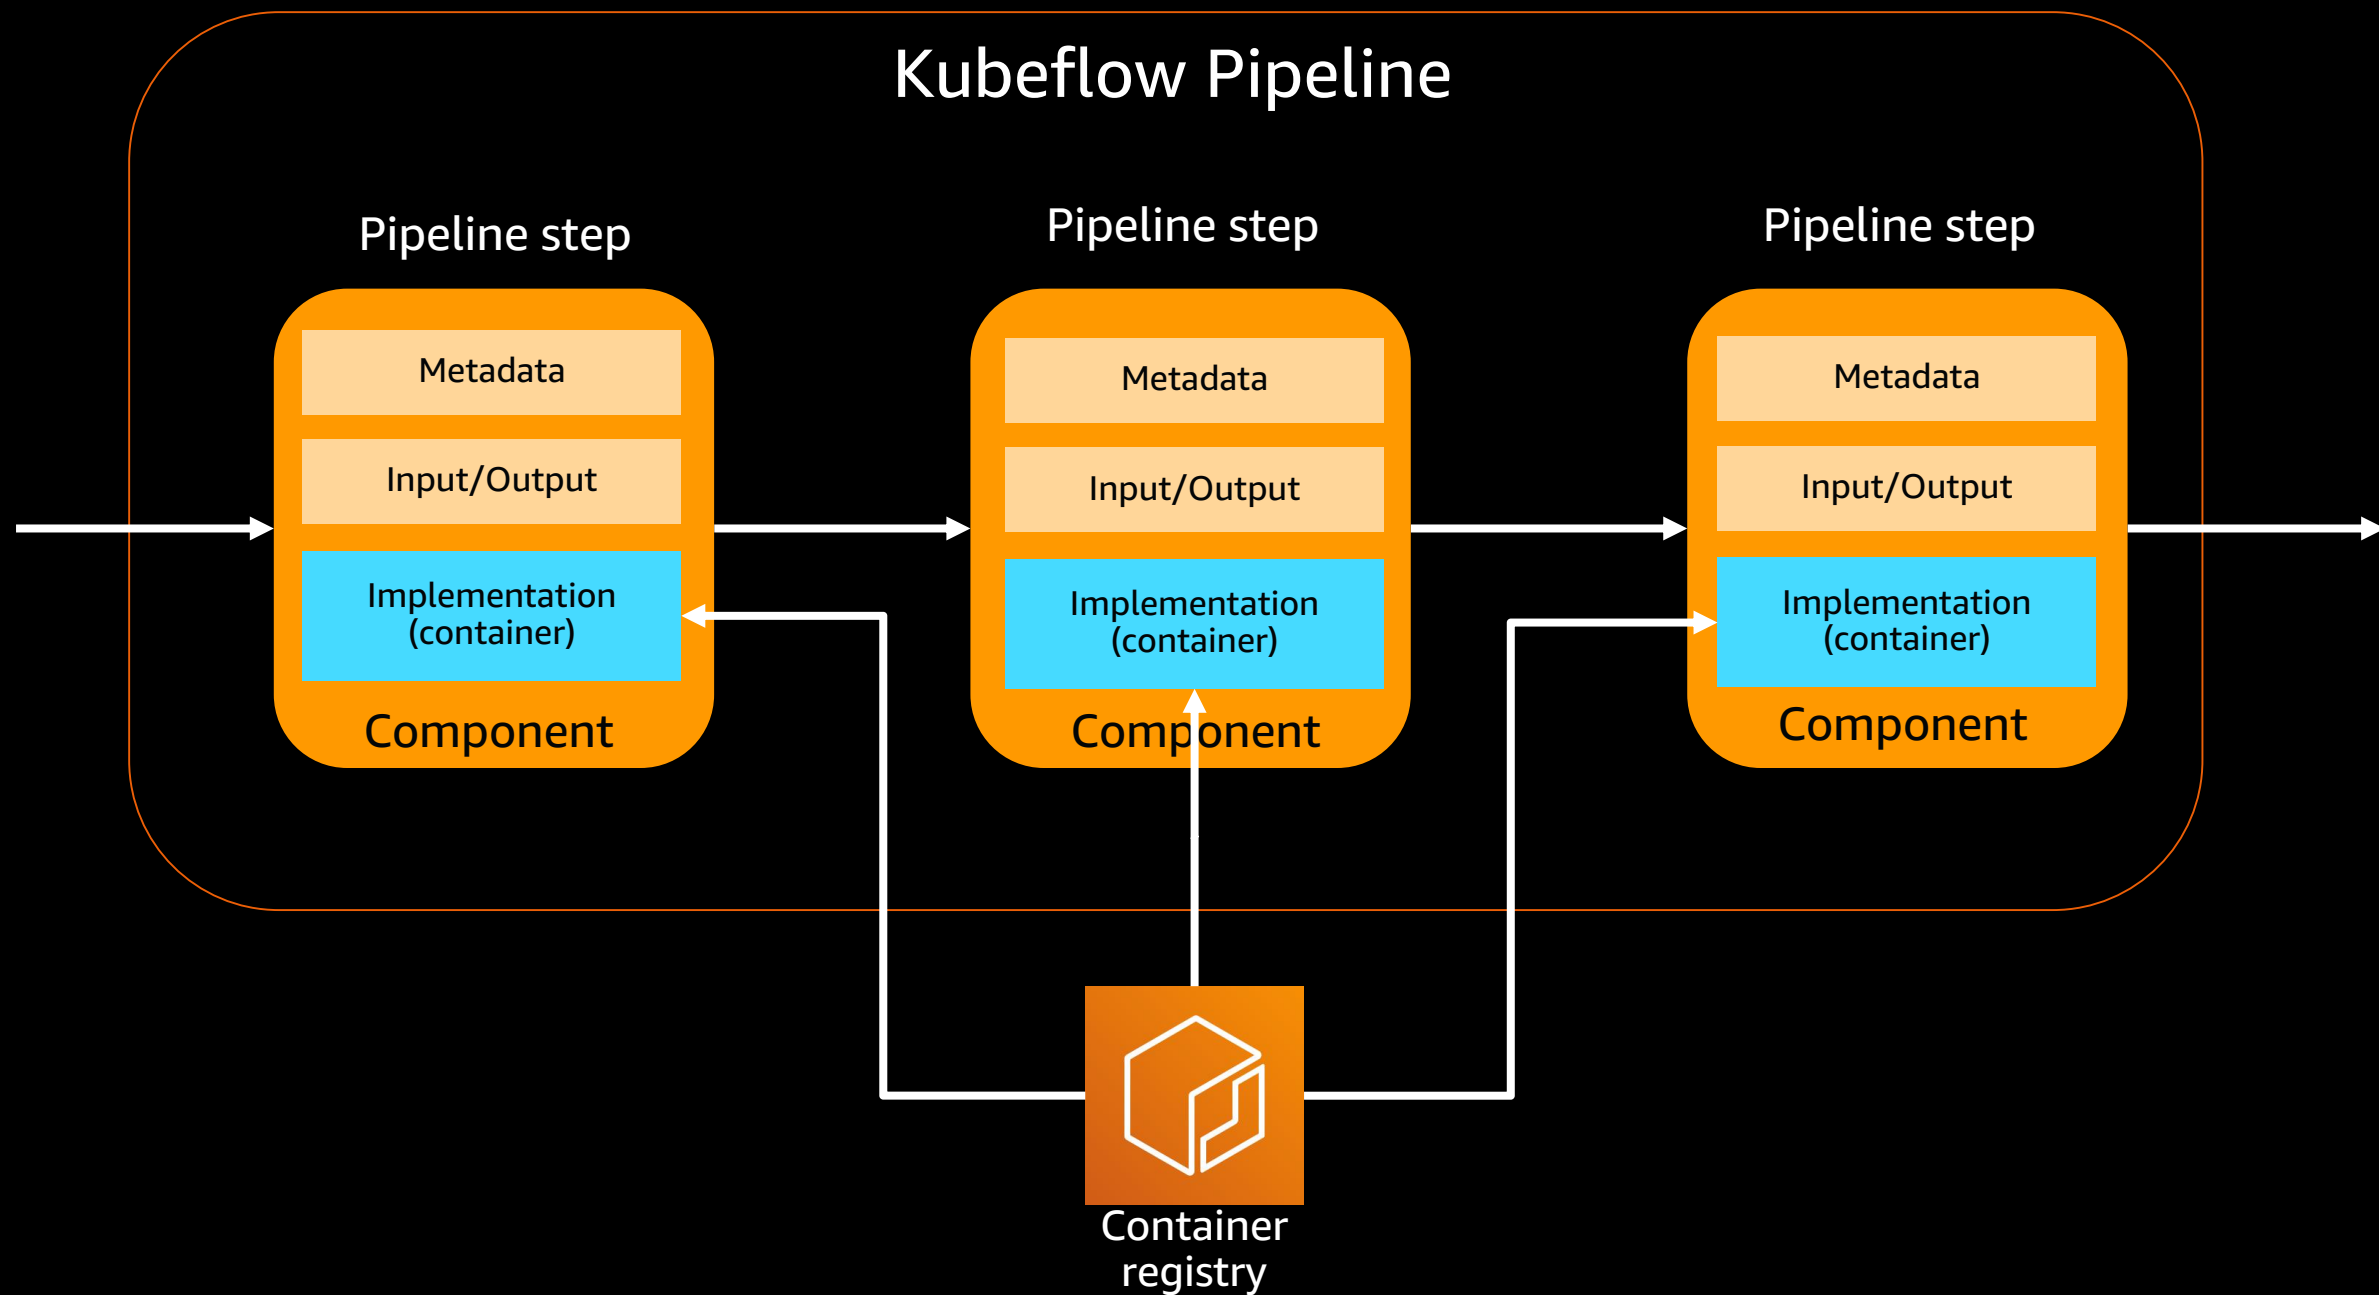 Kubeflow Pipeline
Pipeline step
Metadata
Input/Output
Implementation
(container)
Component
Pipeline step
Metadata
Input/Output
Implementation
(container)
Component
Pipeline step
Metadata
Input/Output
Implementation
(container)
Component
Container
registry